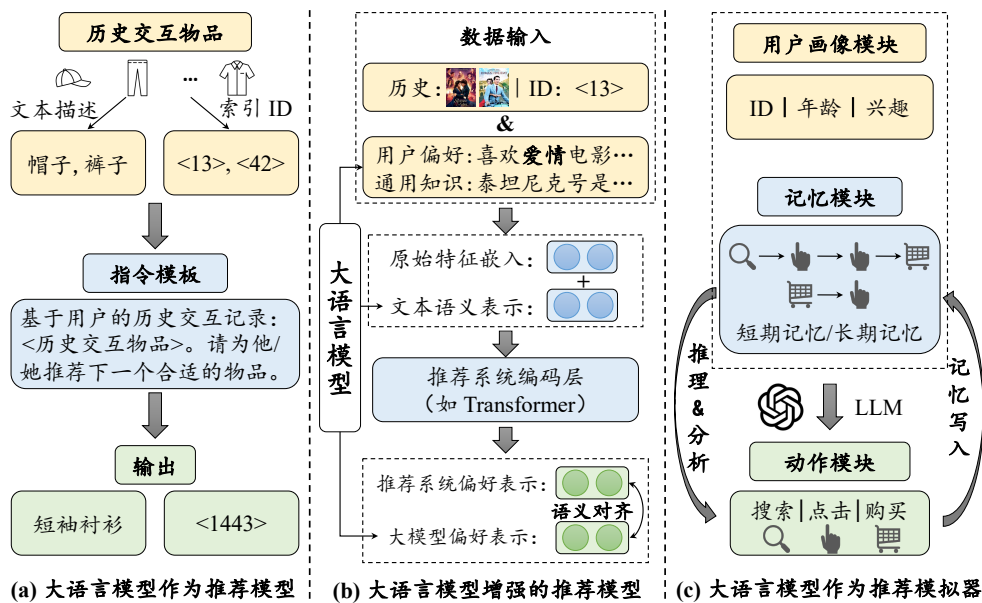 历史交互物品
...
文本描述
索引 ID
帽子, 裤子
<13>, <42>
指令模板
基于用户的历史交互记录：
<历史交互物品>。请为他/
她推荐下一个合适的物品。
输出
短袖衬衫
<1443>
(a) 大语言模型作为推荐模型
数据输入
历史: | ID: <13>
&
用户偏好: 喜欢爱情电影…
通用知识: 泰坦尼克号是…
大语言模型
原始特征嵌入:
+
文本语义表示:
推荐系统编码层
（如 Transformer）
推荐系统偏好表示:
语义对齐
大模型偏好表示:
(b) 大语言模型增强的推荐模型
用户画像模块
ID | 年龄 | 兴趣
记忆模块
短期记忆/长期记忆
推理&分析
LLM
记忆写入
动作模块
搜索|点击|购买
(c) 大语言模型作为推荐模拟器